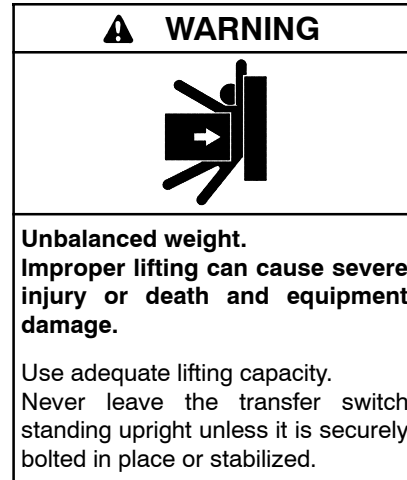 WARNING
Unbalanced weight.
Improper lifting can cause severe
injury or death and equipment
damage.
Use adequate lifting capacity.
Never leave the transfer switch
standing upright unless it is securely
bolted in place or stabilized.